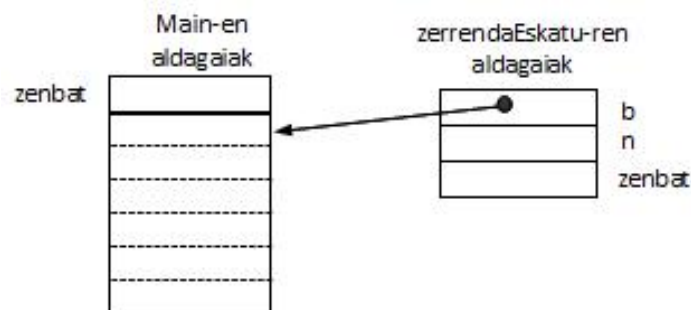 Main-en
aldagaiak
zenbat
zerrendaEskatu-ren
aldagaiak
b
n
zenbat